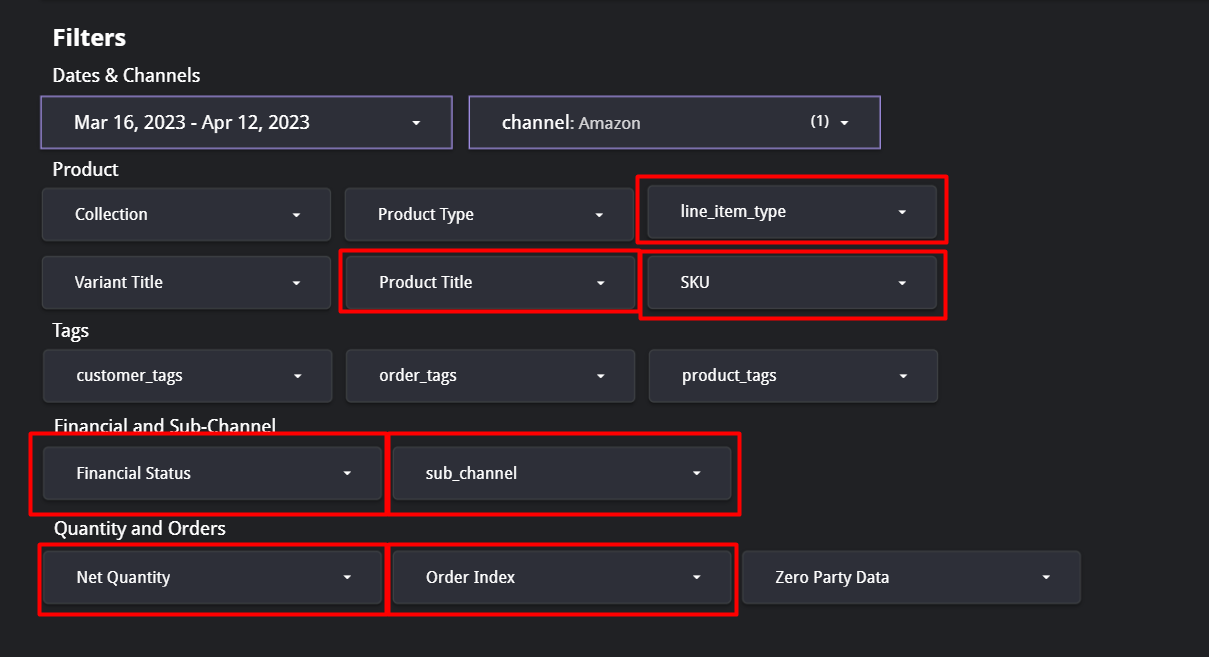 Filters
Dates & Channels
Mar 16, 2023 - Apr 12, 2023 channel: Amazon (1)
Product
Collection Product Type line_item_type
Variant Title Product Title SKU
Tags
customer_tags order_tags product_tags
Financial and Sub-Channel
Financial Status sub_channel
Quantity and Orders
Net Quantity Order Index Zero Party Data